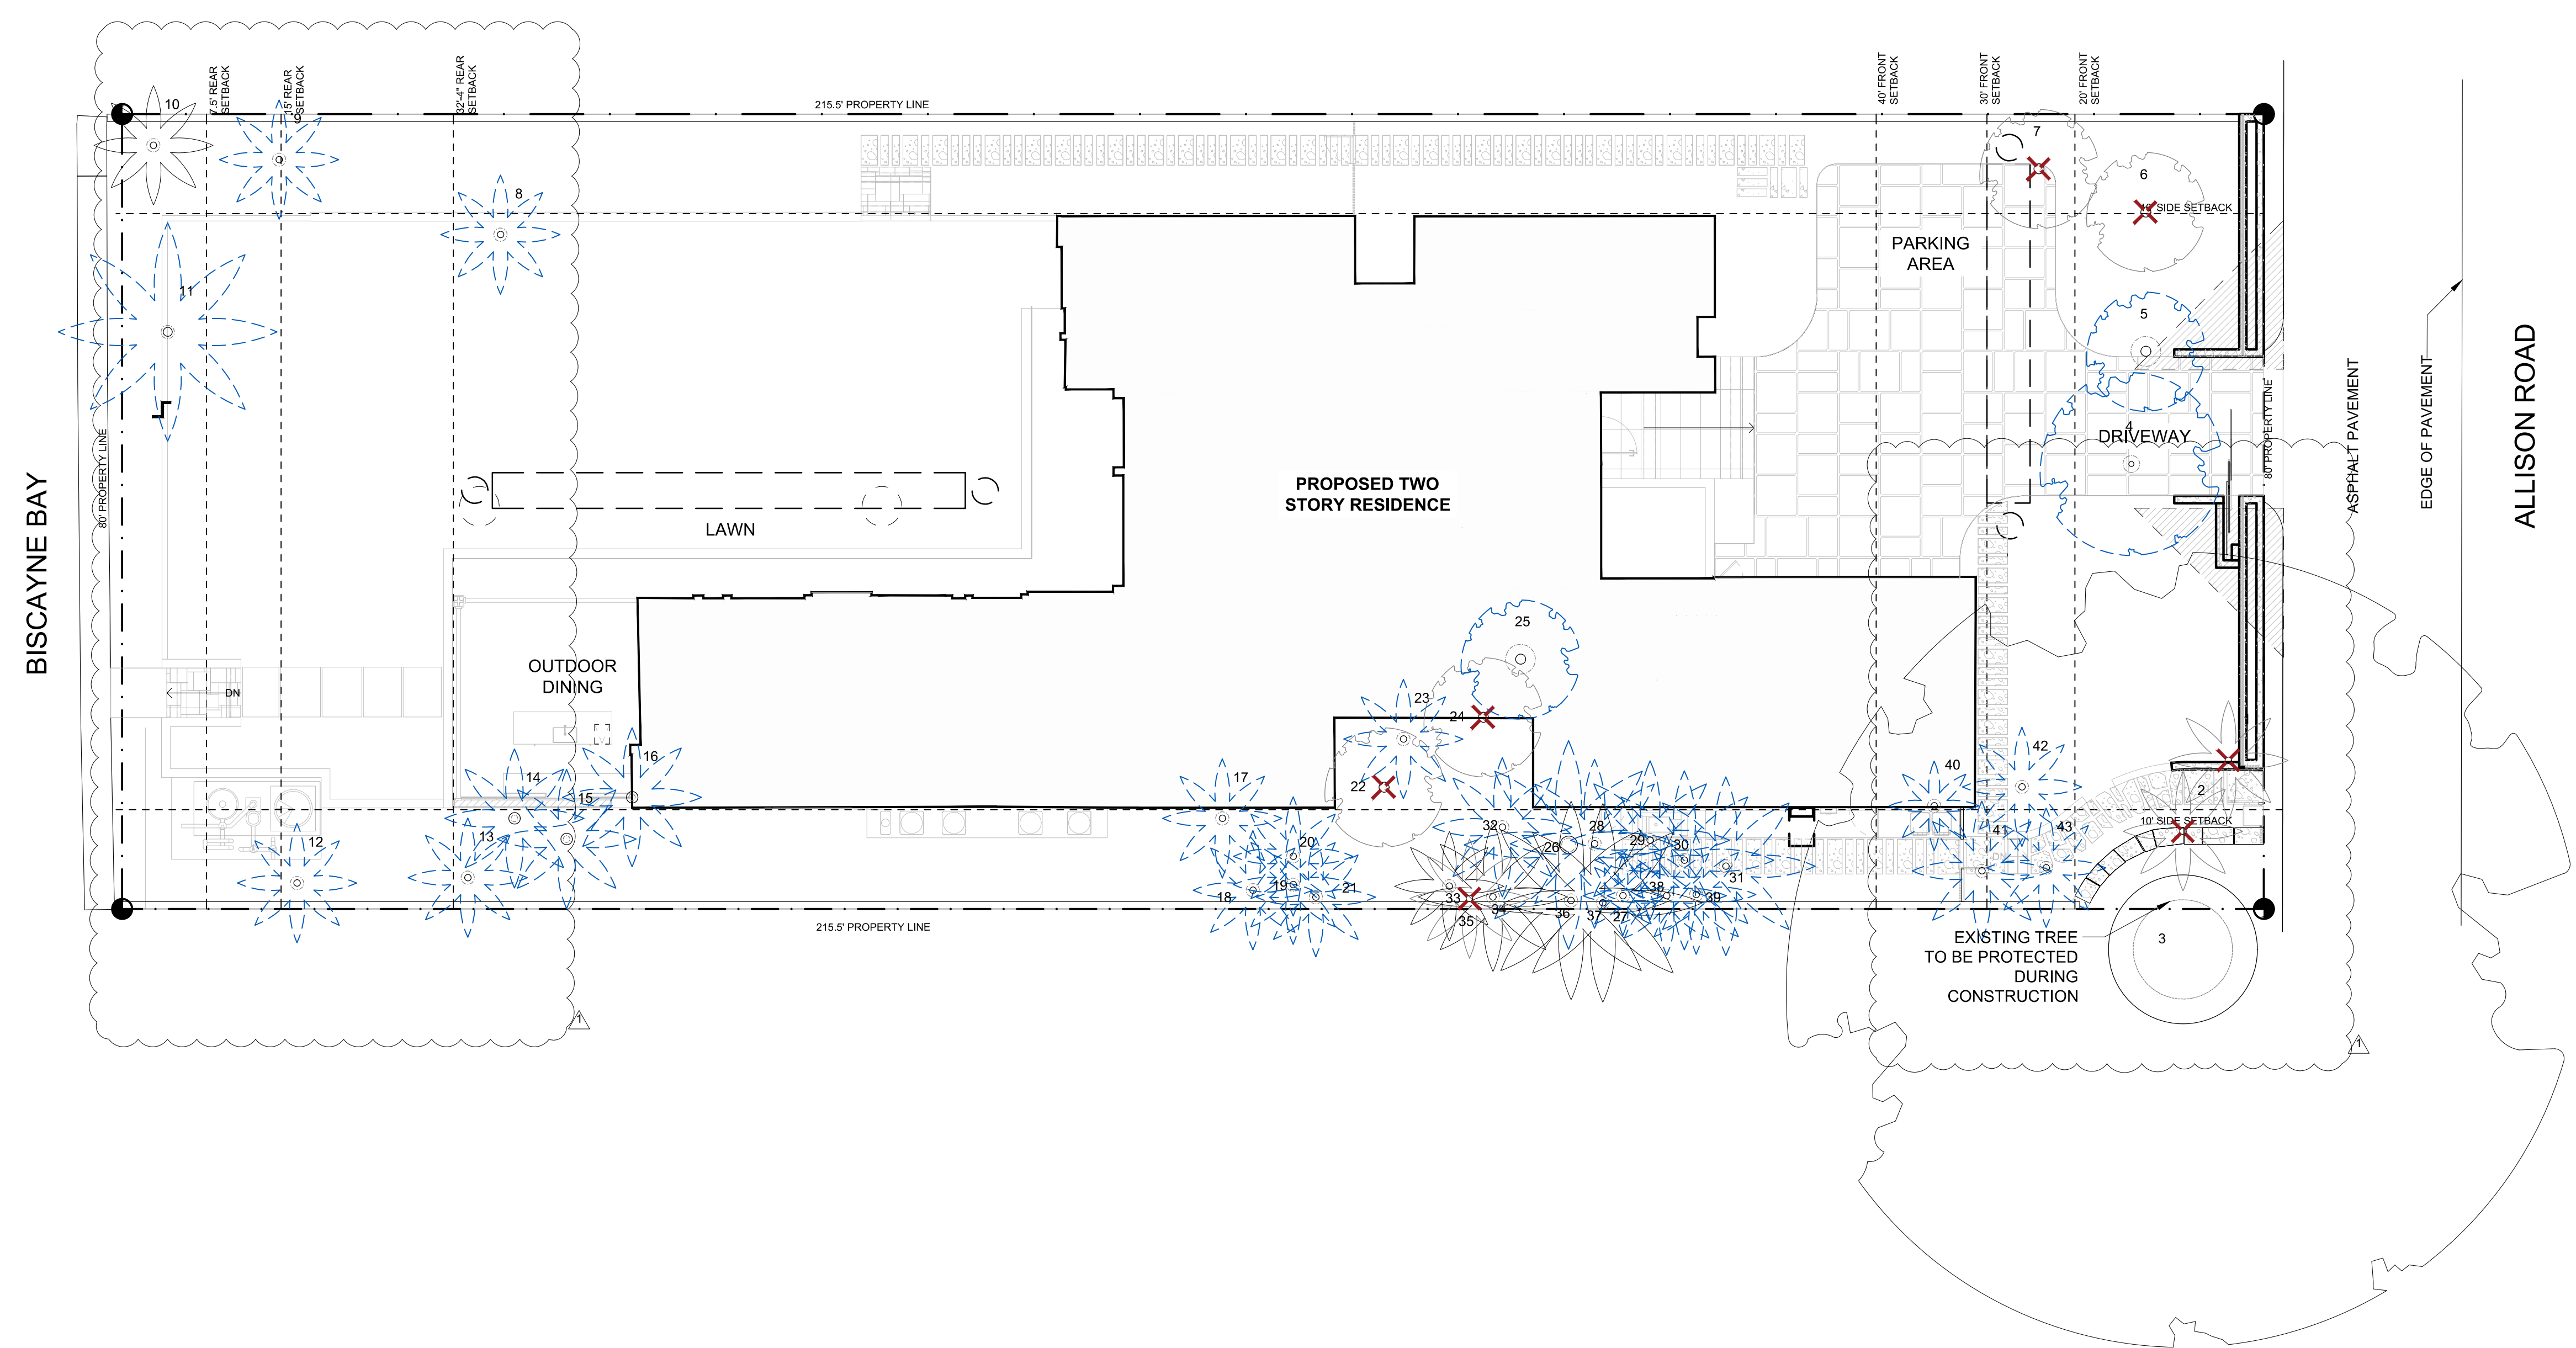 7.5' REAR
SETBACK
15' REAR
SETBACK
32'-4" REAR
SETBACK
40' FRONT
SETBACK
30' FRONT
SETBACK
20' FRONT
SETBACK
215.5' PROPERTY LINE
10
9
8
7
6
SIDE SETBACK
PARKING
AREA
11
5
4
DRIVEWAY
80' PROPERTY LINE
80' PROPERTY LINE
BISCAYNE BAY
ASPHALT PAVEMENT
EDGE OF PAVEMENT
ALLISON ROAD
PROPOSED TWO
STORY RESIDENCE
LAWN
25
OUTDOOR
DINING
DN
23
24
22
16
14
15
13
12
17
20
19
18
21
32
26
28
29
30
31
33
34
35
36
37
27
38
39
40
42
41
43
2
10' SIDE SETBACK
215.5' PROPERTY LINE
EXISTING TREE
TO BE PROTECTED
DURING
CONSTRUCTION
3
1
1